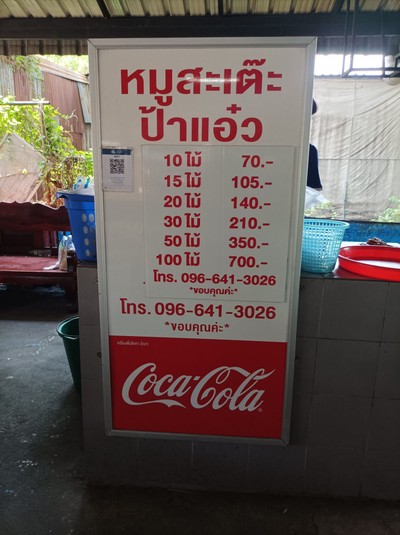 หมูสะเต๊ะ
ป้าแอ๋ว
10 ไม้ 70.-
15 ไม้ 105.-
20 ไม้ 140.-
30 ไม้ 210.-
50 ไม้ 350.-
100 ไม้ 700.-
โทร. 096-641-3026
*ขอบคุณค่ะ*
โทร. 096-641-3026
*ขอบคุณค่ะ*
Coca-Cola